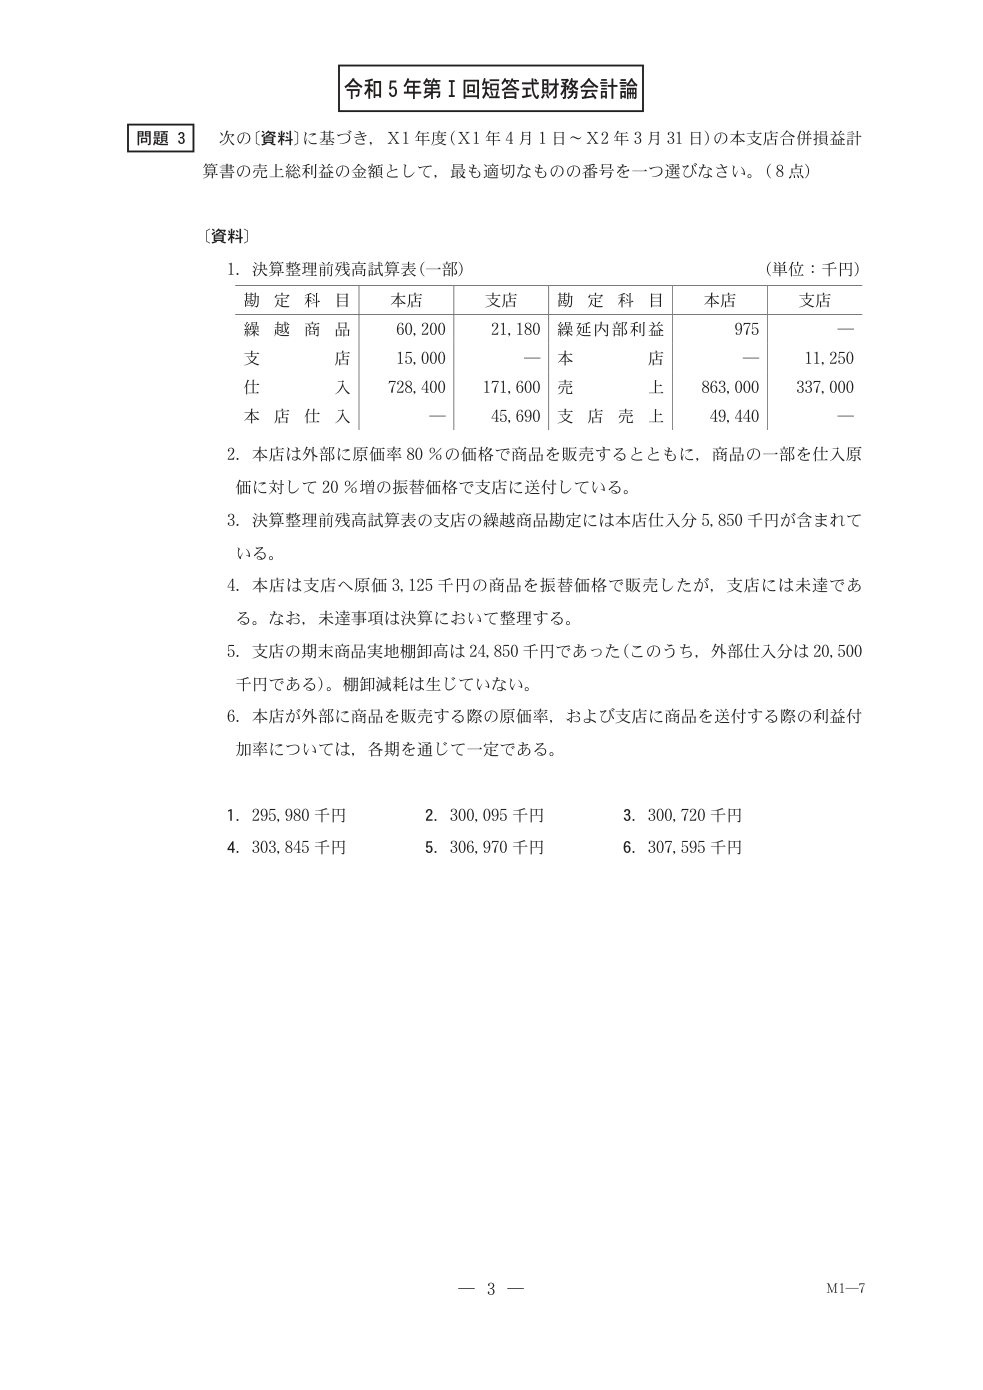 令和5年第Ⅰ回短答式財務会計論
問題 3　次の〔資料〕に基づき，X1年度(X1年4月1日～X2年3月31日)の本支店合併損益計
算書の売上総利益の金額として，最も適切なものの番号を一つ選びなさい。(8点)
〔資料〕
1. 決算整理前残高試算表(一部)　(単位：千円)
勘定科目　本店　支店　勘定科目　本店　支店
繰越商品　60,200　21,180　繰延内部利益　975　―
支店　15,000　―　本店　―　11,250
仕入　728,400　171,600　売上　863,000　337,000
本店仕入　―　45,690　支店売上　49,440　―
2. 本店は外部に原価率80％の価格で商品を販売するとともに，商品の一部を仕入原
価に対して20％増の振替価格で支店に送付している。
3. 決算整理前残高試算表の支店の繰越商品勘定には本店仕入分5,850千円が含まれて
いる。
4. 本店は支店へ原価3,125千円の商品を振替価格で販売したが，支店には未達であ
る。なお，未達事項は決算において整理する。
5. 支店の期末商品実地棚卸高は24,850千円であった(このうち，外部仕入分は20,500
千円である)。棚卸減耗は生じていない。
6. 本店が外部に商品を販売する際の原価率，および支店に商品を送付する際の利益付
加率については，各期を通じて一定である。
1. 295,980千円　2. 300,095千円　3. 300,720千円
4. 303,845千円　5. 306,970千円　6. 307,595千円
― 3 ―　M1―7